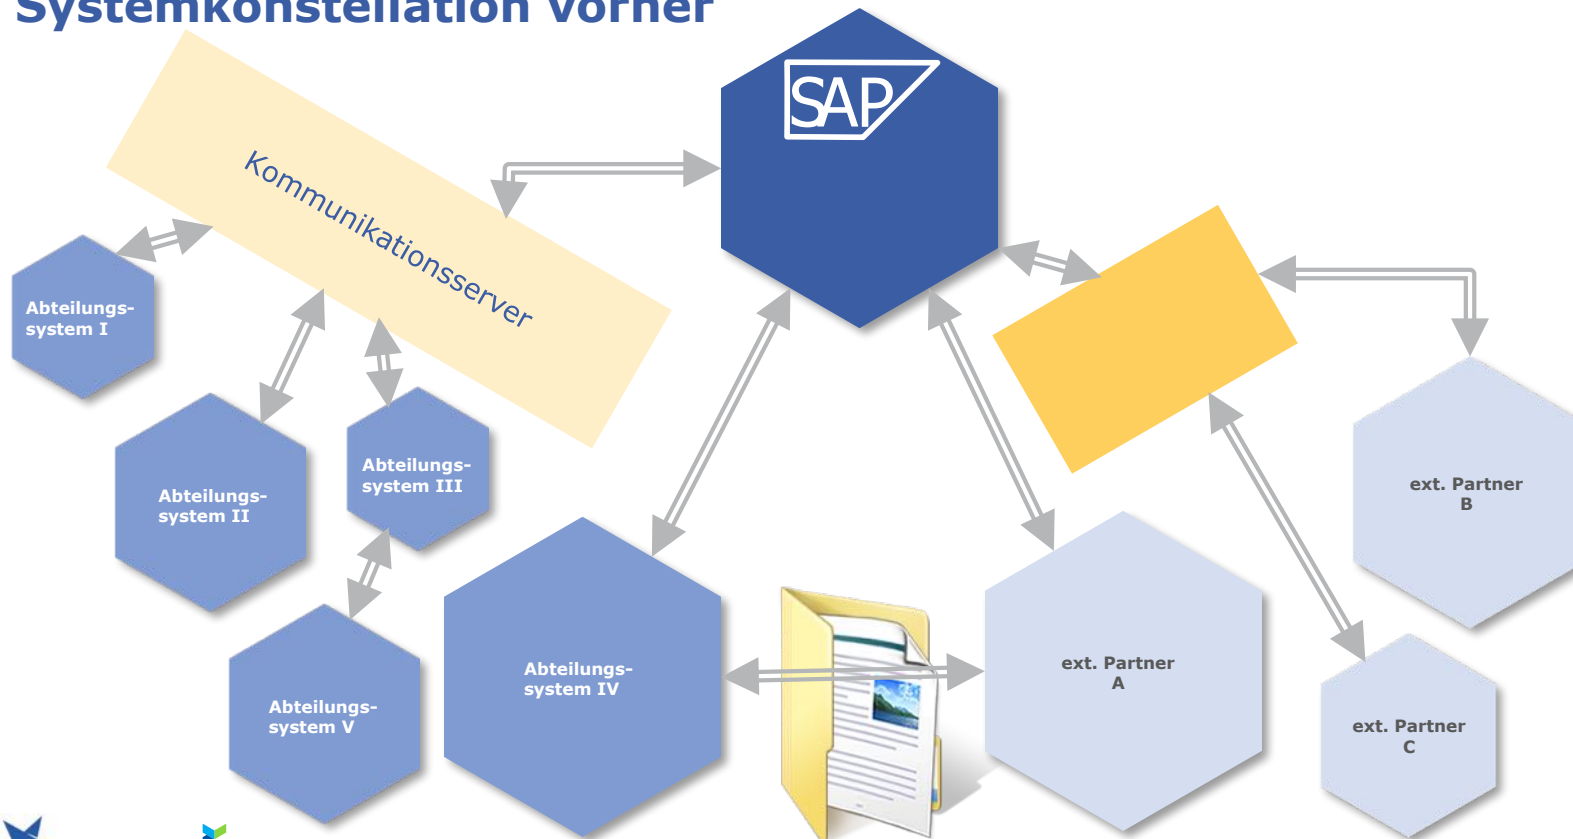 Systemkonstellation vorher
SAP
Kommunikationsserver
Abteilungs-
system I
Abteilungs-
system II
Abteilungs-
system III
Abteilungs-
system IV
Abteilungs-
system V
ext. Partner
A
ext. Partner
B
ext. Partner
C